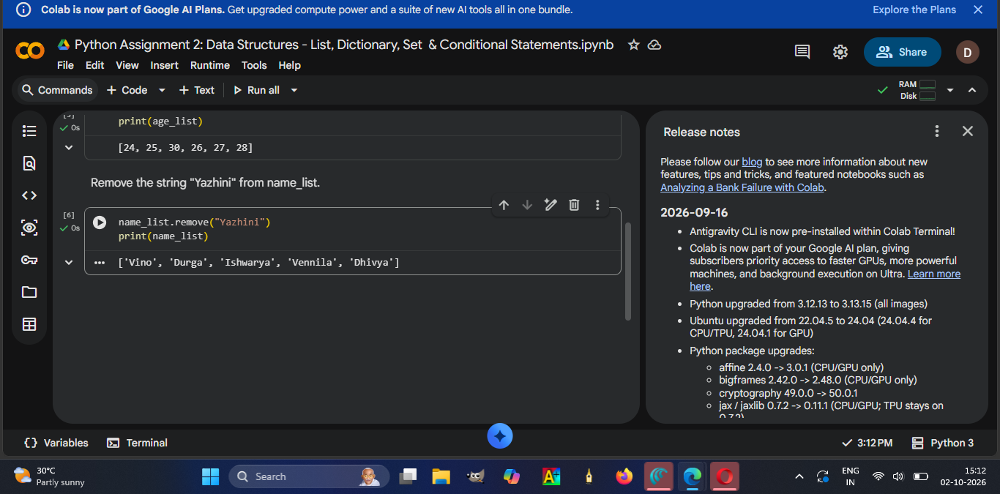 Colab is now part of Google AI Plans. Get upgraded compute power and a suite of new AI tools all in one bundle.
Explore the Plans
Python Assignment 2: Data Structures - List, Dictionary, Set & Conditional Statements.ipynb
Share
D
File Edit View Insert Runtime Tools Help
Commands + Code + Text Run all
RAM
Disk
[5]
0s
print(age_list)
[24, 25, 30, 26, 27, 28]
Remove the string "Yazhini" from name_list.
[6]
0s
name_list.remove("Yazhini")
print(name_list)
['Vino', 'Durga', 'Ishwarya', 'Vennila', 'Dhivya']
Release notes
Please follow our blog to see more information about new
features, tips and tricks, and featured notebooks such as
Analyzing a Bank Failure with Colab.
2026-09-16
• Antigravity CLI is now pre-installed within Colab Terminal!
• Colab is now part of your Google AI plan, giving
subscribers priority access to faster GPUs, more powerful
machines, and background execution on Ultra. Learn more
here.
• Python upgraded from 3.12.13 to 3.13.15 (all images)
• Ubuntu upgraded from 22.04.5 to 24.04 (24.04.4 for
CPU/TPU, 24.04.1 for GPU)
• Python package upgrades:
affine 2.4.0 -> 3.0.1 (CPU/GPU only)
bigframes 2.42.0 -> 2.48.0 (CPU/GPU only)
cryptography 49.0.0 -> 50.0.1
jax / jaxlib 0.7.2 -> 0.11.1 (CPU/GPU; TPU stays on
0.7.2)
Variables Terminal
3:12 PM Python 3
30°C
Partly sunny
Search
ENG
IN
15:12
02-10-2026